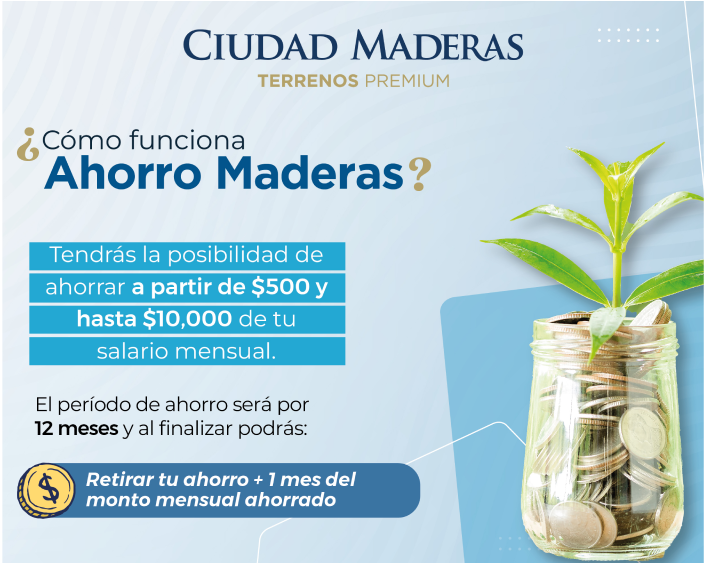 CIUDAD MADERAS
TERRENOS PREMIUM
¿Cómo funciona
Ahorro Maderas?
Tendrás la posibilidad de
ahorrar a partir de $500 y
hasta $10,000 de tu
salario mensual.
El período de ahorro será por
12 meses y al finalizar podrás:
$
Retirar tu ahorro + 1 mes del
monto mensual ahorrado